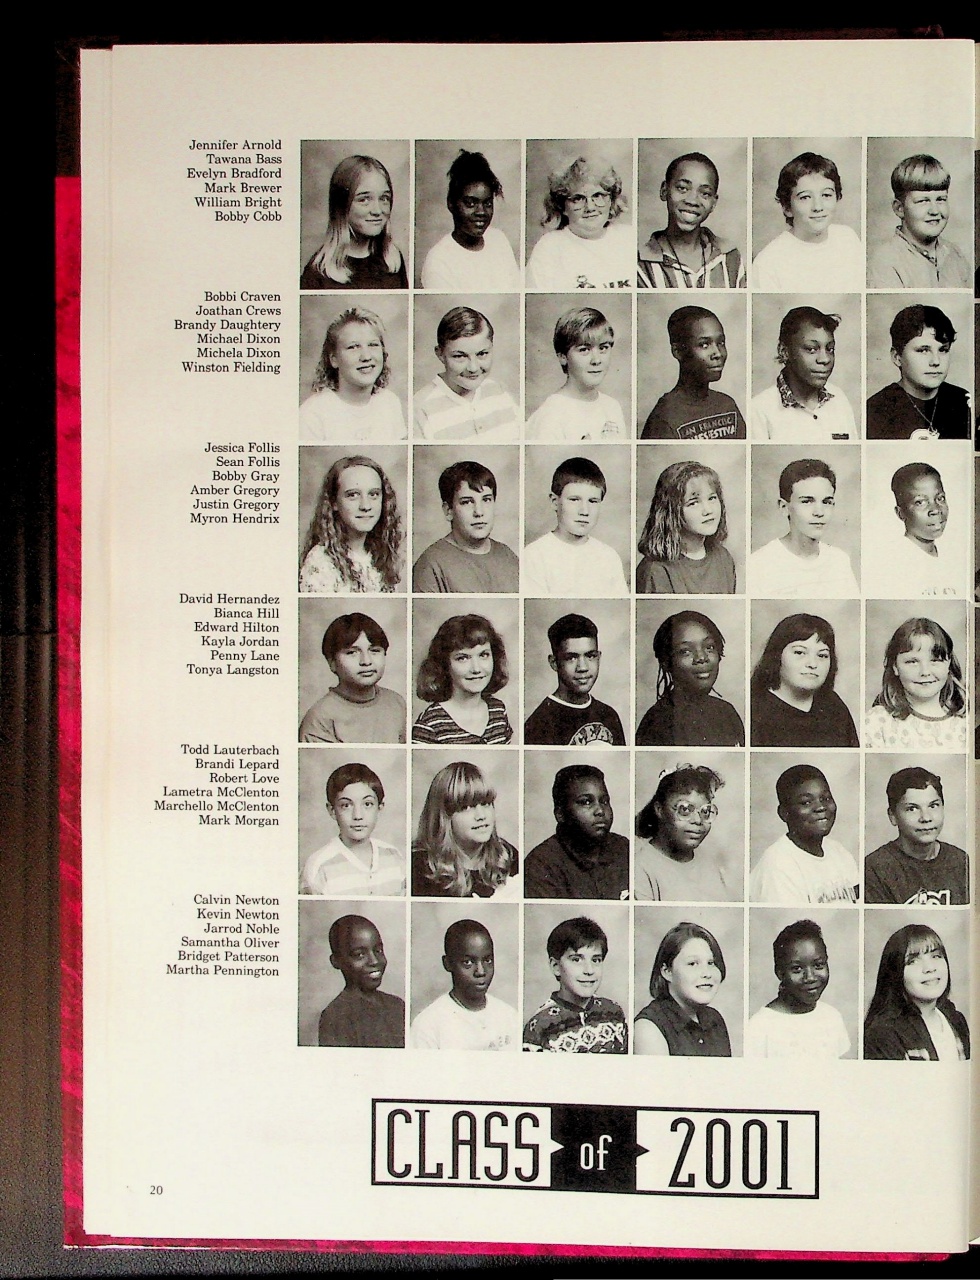 Jennifer Arnold
Tawana Bass
Evelyn Bradford
Mark Brewer
William Bright
Bobby Cobb
Bobbi Craven
Joathan Crews
Brandy Daughtery
Michael Dixon
Michela Dixon
Winston Fielding
Jessica Follis
Sean Follis
Bobby Gray
Amber Gregory
Justin Gregory
Myron Hendrix
David Hernandez
Bianca Hill
Edward Hilton
Kayla Jordan
Penny Lane
Tonya Langston
Todd Lauterbach
Brandi Lepard
Robert Love
Lametra McClenton
Marchello McClenton
Mark Morgan
Calvin Newton
Kevin Newton
Jarrod Noble
Samantha Oliver
Bridget Patterson
Martha Pennington
CLASS of 2001
20